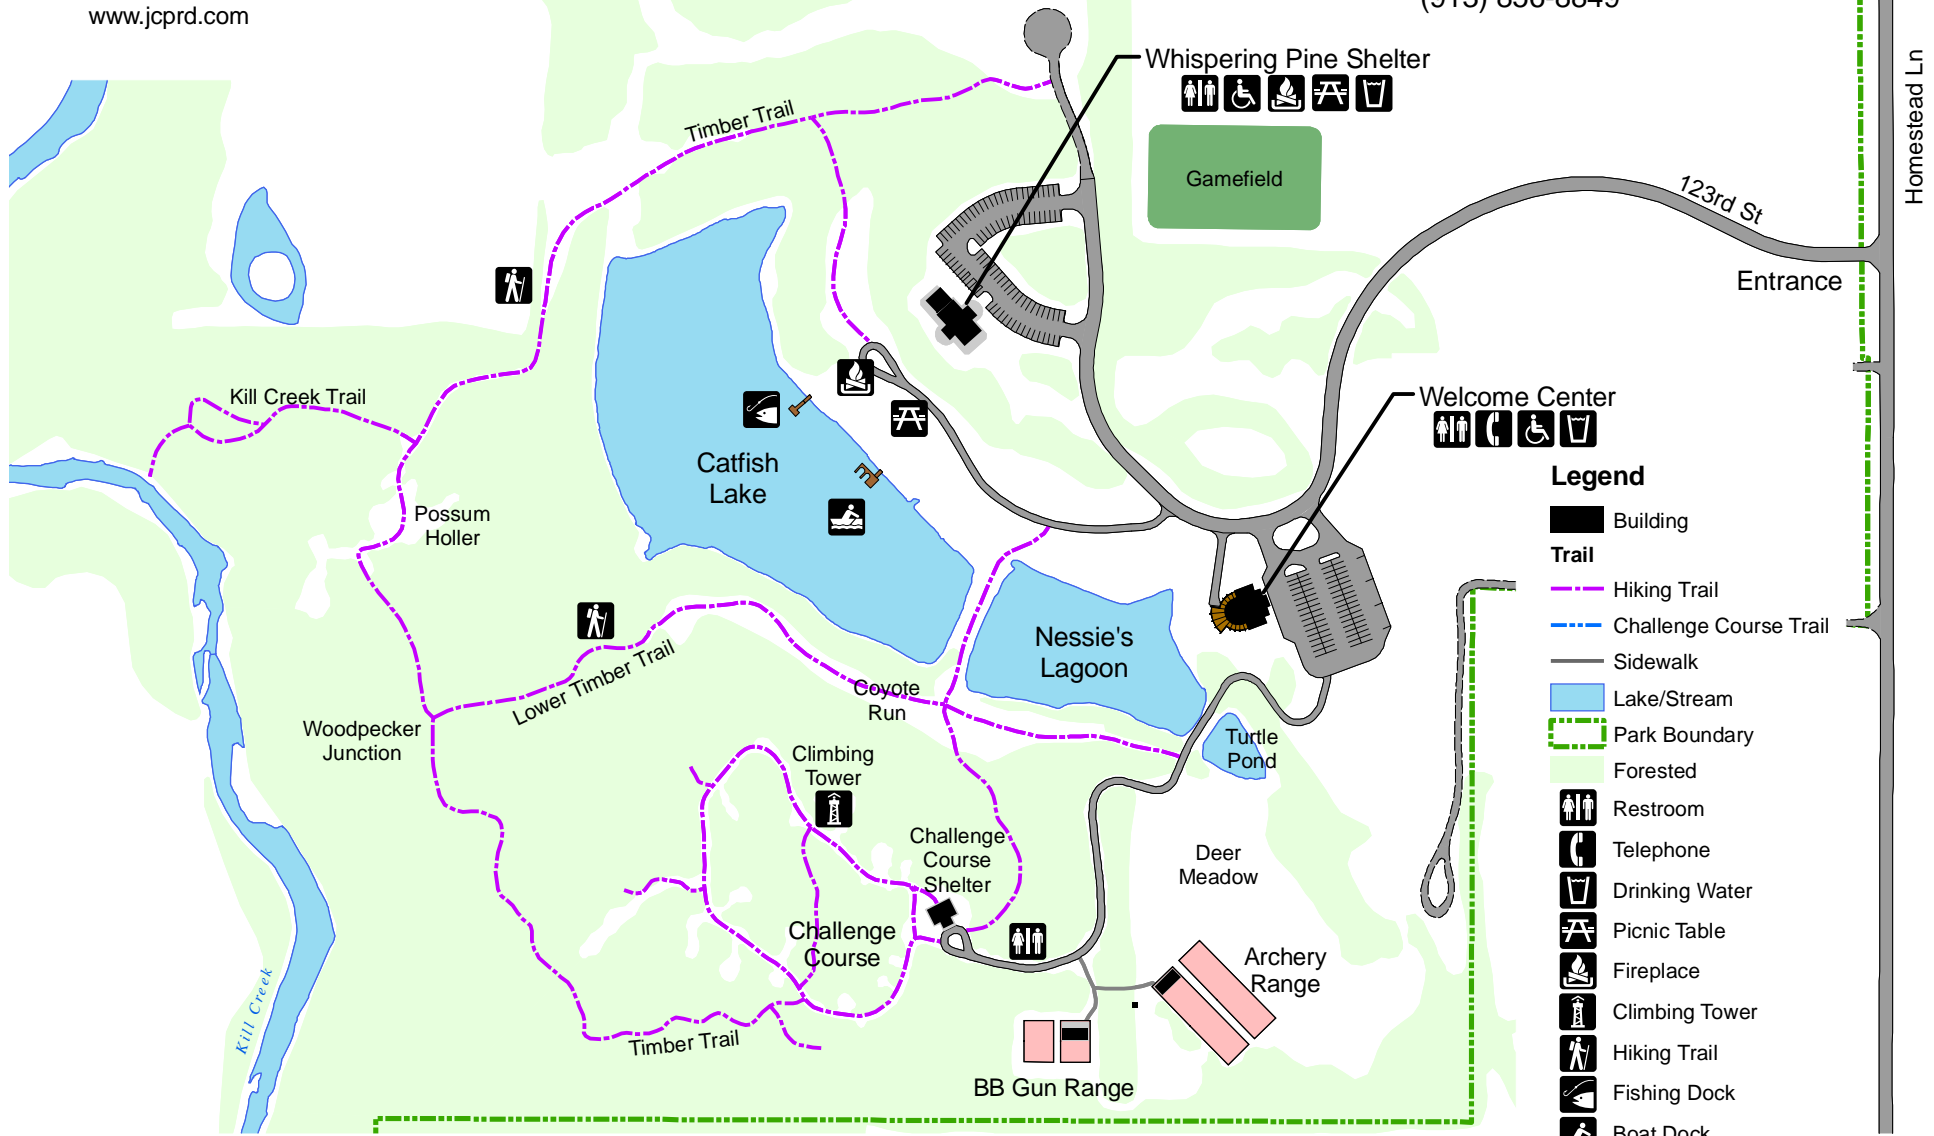 www.jcprd.com
(913) 856-8849
Whispering Pine Shelter
Homestead Ln
Timber Trail
Gamefield
123rd St
Entrance
Kill Creek Trail
Welcome Center
Catfish
Lake
Possum
Holler
Nessie's
Lagoon
Lower Timber Trail
Coyote
Run
Woodpecker
Junction
Turtle
Pond
Climbing
Tower
Challenge
Course
Shelter
Deer
Meadow
Challenge
Course
Archery
Range
Kill Creek
Timber Trail
BB Gun Range
Legend
Building
Trail
Hiking Trail
Challenge Course Trail
Sidewalk
Lake/Stream
Park Boundary
Forested
Restroom
Telephone
Drinking Water
Picnic Table
Fireplace
Climbing Tower
Hiking Trail
Fishing Dock
Boat Dock